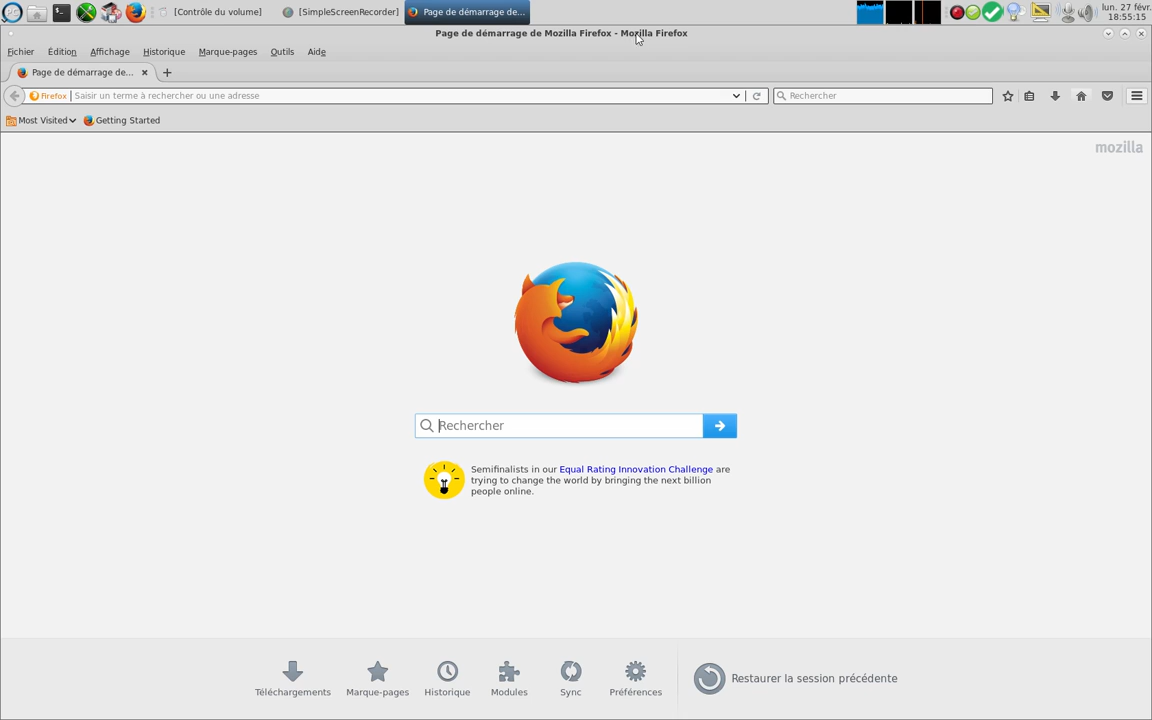 [Contrôle du volume]
[SimpleScreenRecorder]
Page de démarrage de...
lun. 27 févr.
18:55:15
Page de démarrage de Mozilla Firefox - Mozilla Firefox
Fichier Édition Affichage Historique Marque-pages Outils Aide
Page de démarrage de...
Firefox Saisir un terme à rechercher ou une adresse
Rechercher
Most Visited Getting Started
mozilla
Rechercher
Semifinalists in our Equal Rating Innovation Challenge are
trying to change the world by bringing the next billion
people online.
Téléchargements Marque-pages Historique Modules Sync Préférences
Restaurer la session précédente